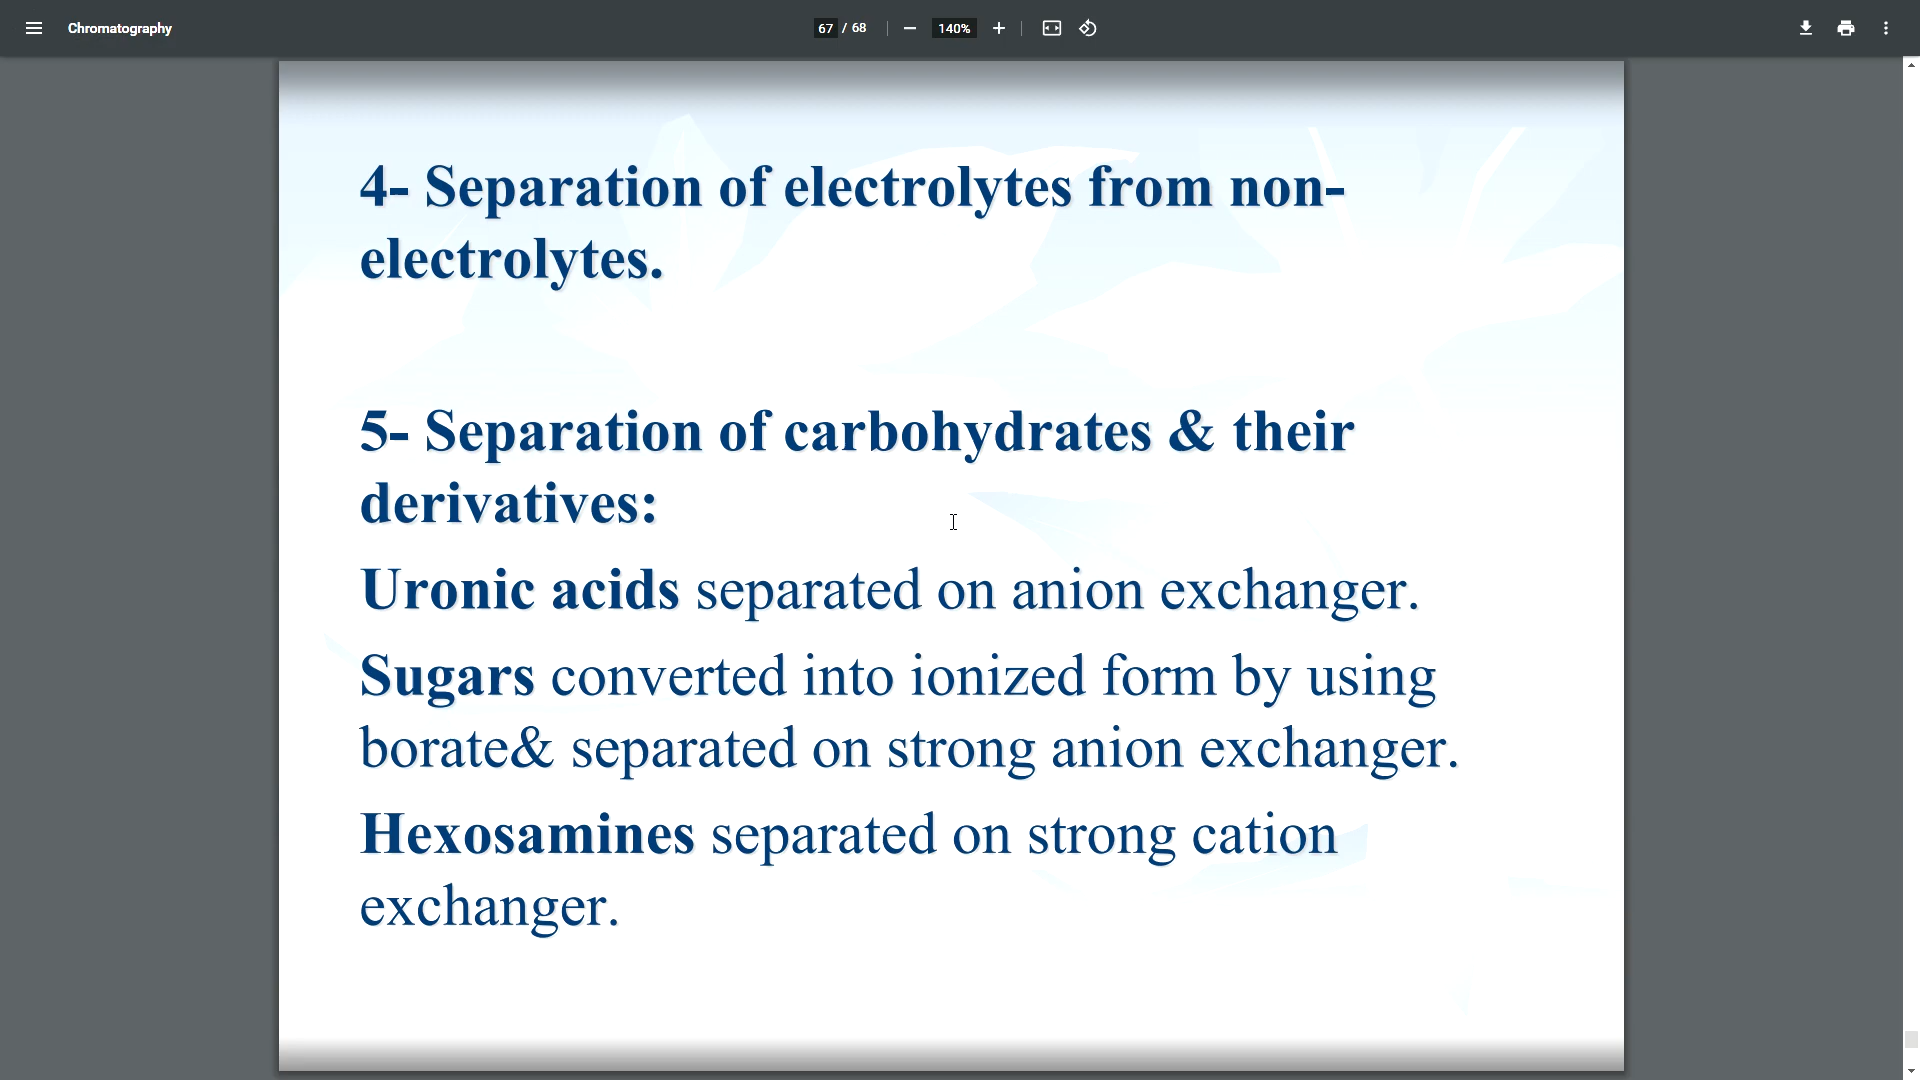 Chromatography
67 / 68
140%
4- Separation of electrolytes from non-
electrolytes.
5- Separation of carbohydrates & their
derivatives:
Uronic acids separated on anion exchanger.
Sugars converted into ionized form by using
borate& separated on strong anion exchanger.
Hexosamines separated on strong cation
exchanger.